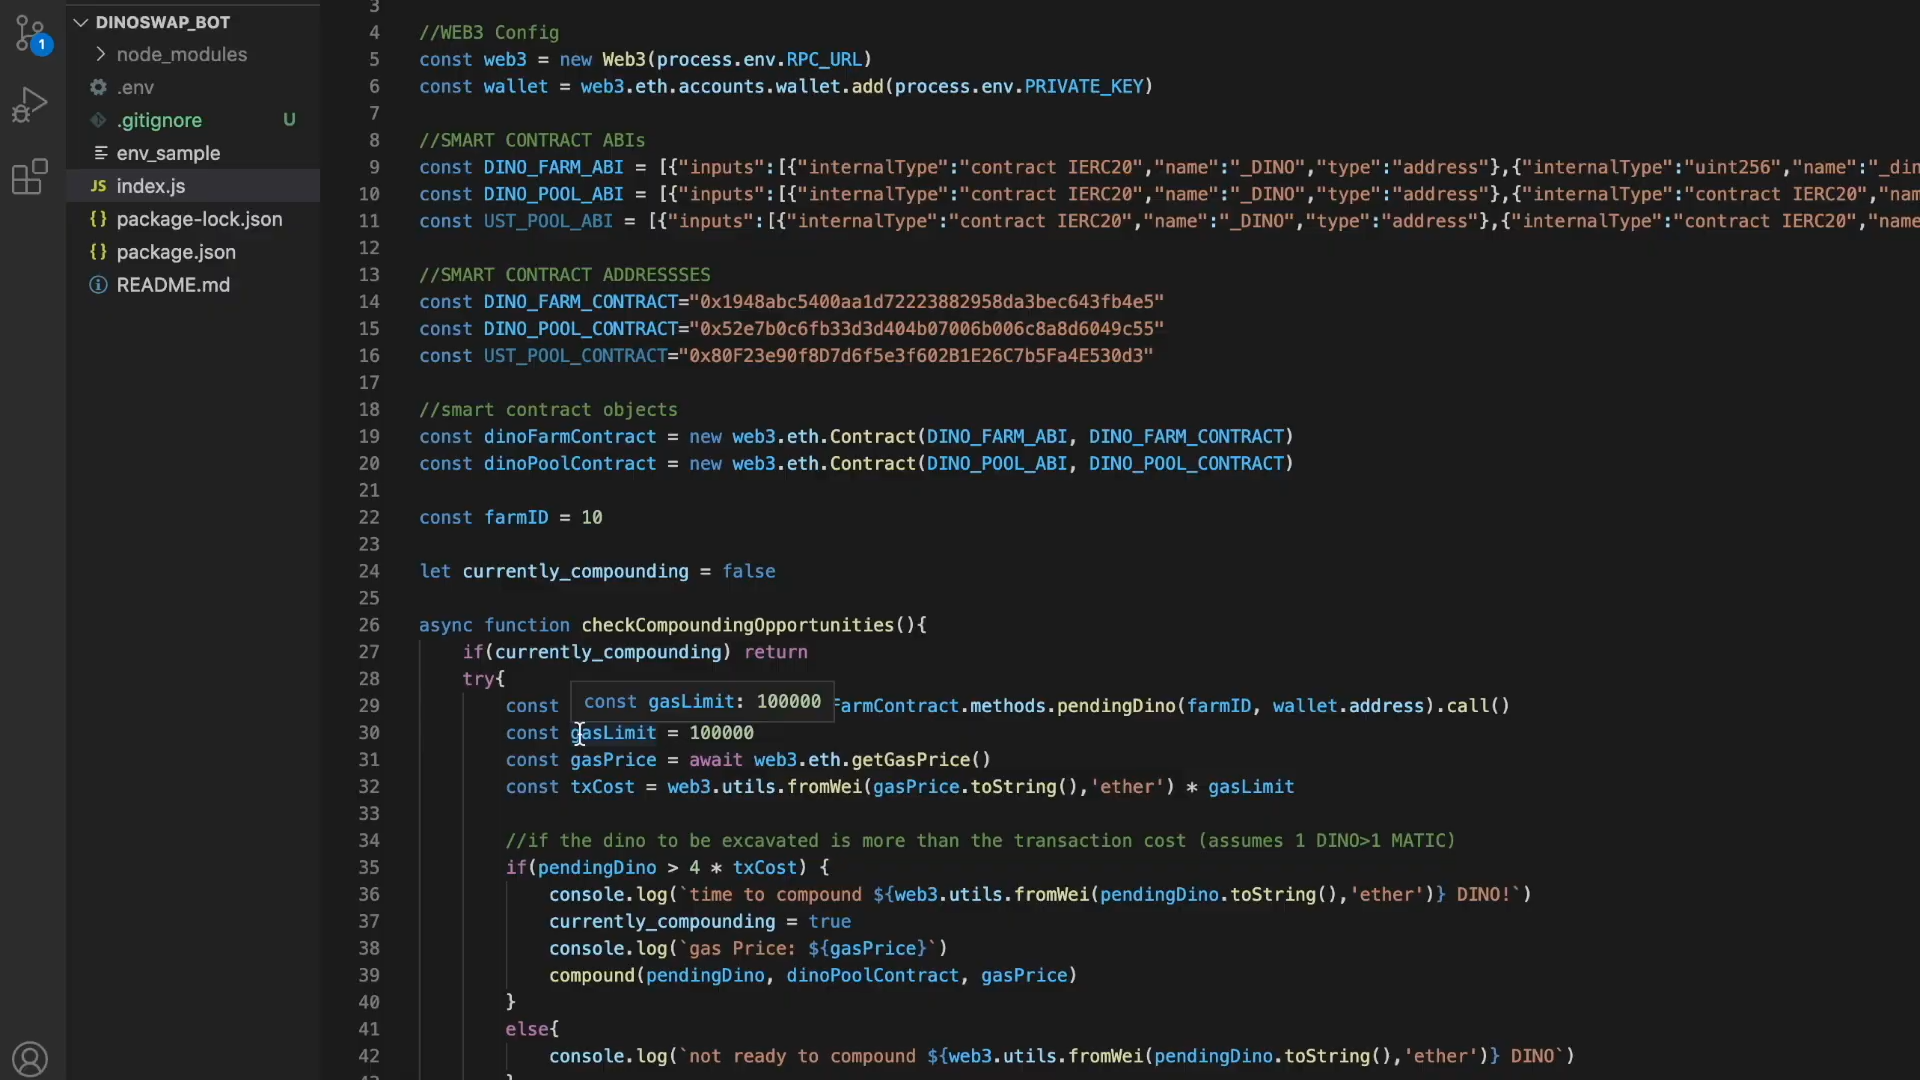 DINOSWAP_BOT
node_modules
.env
.gitignore U
env_sample
JS index.js
{} package-lock.json
{} package.json
README.md
1
3
4 //WEB3 Config
5 const web3 = new Web3(process.env.RPC_URL)
6 const wallet = web3.eth.accounts.wallet.add(process.env.PRIVATE_KEY)
7
8 //SMART CONTRACT ABIs
9 const DINO_FARM_ABI = [{"inputs":[{"internalType":"contract IERC20","name":"_DINO","type":"address"},{"internalType":"uint256","name":"_din
10 const DINO_POOL_ABI = [{"inputs":[{"internalType":"contract IERC20","name":"_DINO","type":"address"},{"internalType":"contract IERC20","nam
11 const UST_POOL_ABI = [{"inputs":[{"internalType":"contract IERC20","name":"_DINO","type":"address"},{"internalType":"contract IERC20","name
12
13 //SMART CONTRACT ADDRESSSES
14 const DINO_FARM_CONTRACT="0x1948abc5400aa1d72223882958da3bec643fb4e5"
15 const DINO_POOL_CONTRACT="0x52e7b0c6fb33d3d404b07006b006c8a8d6049c55"
16 const UST_POOL_CONTRACT="0x80F23e90f8D7d6f5e3f602B1E26C7b5Fa4E530d3"
17
18 //smart contract objects
19 const dinoFarmContract = new web3.eth.Contract(DINO_FARM_ABI, DINO_FARM_CONTRACT)
20 const dinoPoolContract = new web3.eth.Contract(DINO_POOL_ABI, DINO_POOL_CONTRACT)
21
22 const farmID = 10
23
24 let currently_compounding = false
25
26 async function checkCompoundingOpportunities(){
27 if(currently_compounding) return
28 try{
const gasLimit: 100000
29 const FarmContract.methods.pendingDino(farmID, wallet.address).call()
30 const gasLimit = 100000
31 const gasPrice = await web3.eth.getGasPrice()
32 const txCost = web3.utils.fromWei(gasPrice.toString(),'ether') * gasLimit
33
34 //if the dino to be excavated is more than the transaction cost (assumes 1 DINO>1 MATIC)
35 if(pendingDino > 4 * txCost) {
36 console.log(`time to compound ${web3.utils.fromWei(pendingDino.toString(),'ether')} DINO!`)
37 currently_compounding = true
38 console.log(`gas Price: ${gasPrice}`)
39 compound(pendingDino, dinoPoolContract, gasPrice)
40 }
41 else{
42 console.log(`not ready to compound ${web3.utils.fromWei(pendingDino.toString(),'ether')} DINO`)